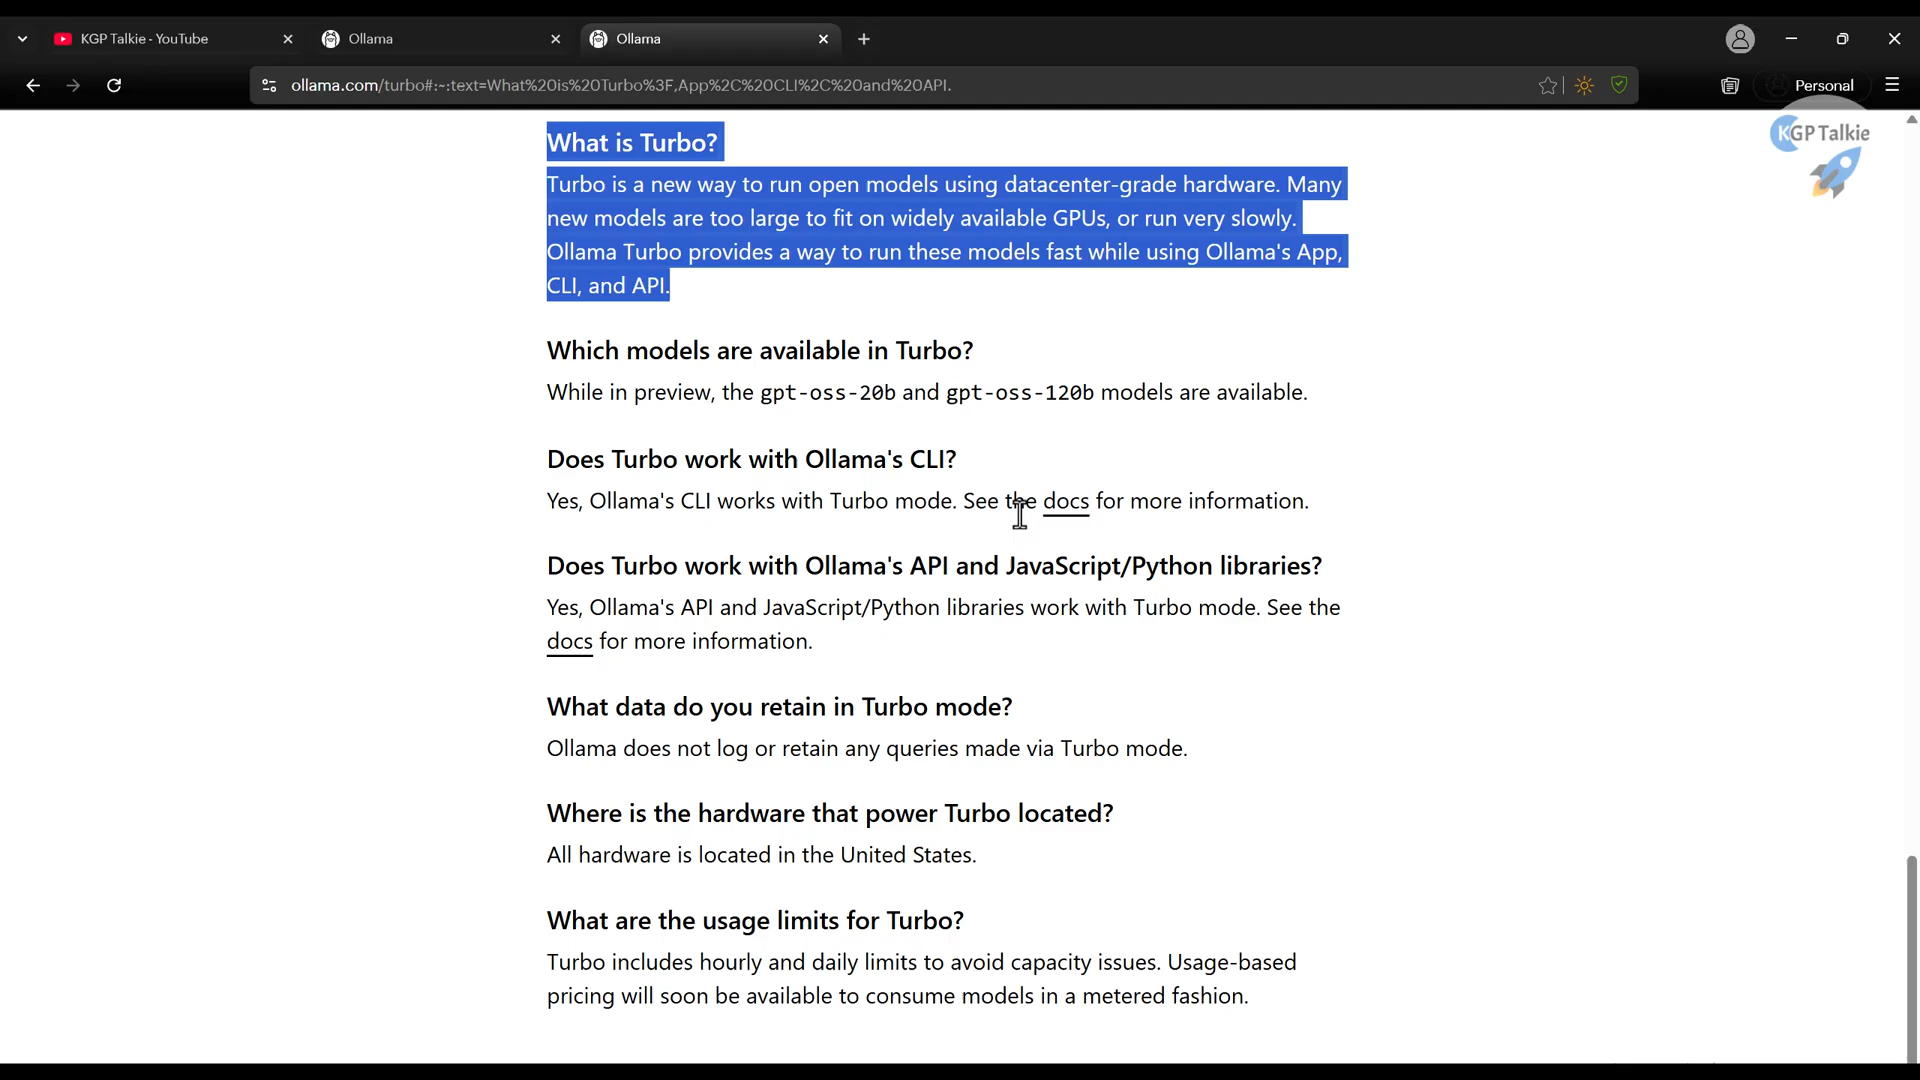 KGP Talkie - YouTube
Ollama
Ollama
ollama.com/turbo#:~:text=What%20is%20Turbo%3F,App%2C%20CLI%2C%20and%20API.
Personal
KGP Talkie
What is Turbo?
Turbo is a new way to run open models using datacenter-grade hardware. Many
new models are too large to fit on widely available GPUs, or run very slowly.
Ollama Turbo provides a way to run these models fast while using Ollama's App,
CLI, and API.
Which models are available in Turbo?
While in preview, the gpt-oss-20b and gpt-oss-120b models are available.
Does Turbo work with Ollama's CLI?
Yes, Ollama's CLI works with Turbo mode. See the docs for more information.
Does Turbo work with Ollama's API and JavaScript/Python libraries?
Yes, Ollama's API and JavaScript/Python libraries work with Turbo mode. See the
docs for more information.
What data do you retain in Turbo mode?
Ollama does not log or retain any queries made via Turbo mode.
Where is the hardware that power Turbo located?
All hardware is located in the United States.
What are the usage limits for Turbo?
Turbo includes hourly and daily limits to avoid capacity issues. Usage-based
pricing will soon be available to consume models in a metered fashion.